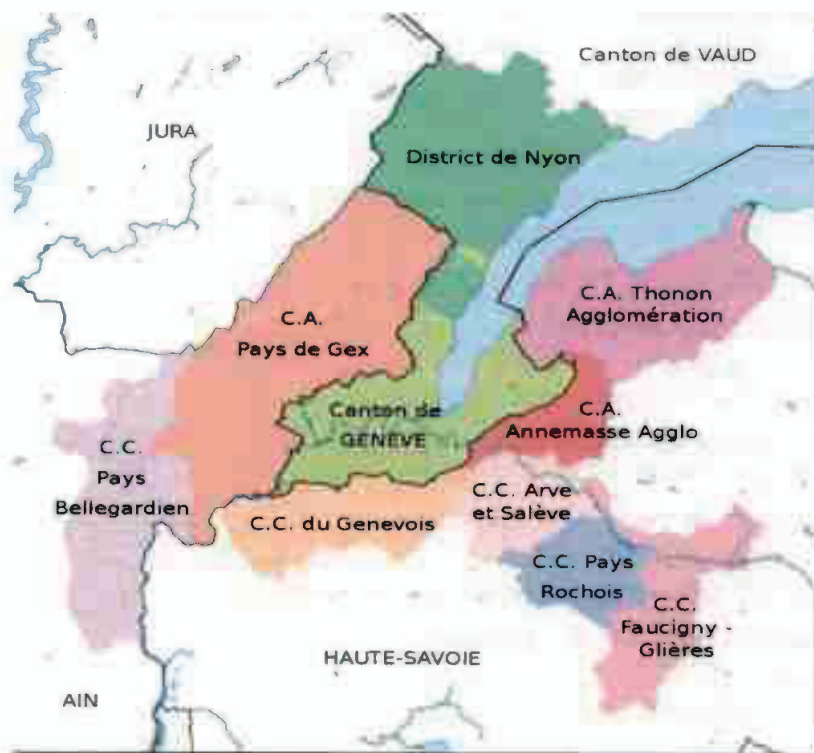 Canton de VAUD
JURA
District de Nyon
C.A. Thonon
Agglomération
C.A.
Pays de Gex
Canton de
GENÈVE
C.A.
Annemasse Agglo
C.C.
Pays
Bellegardien
C.C. Arve
et Salève
C.C. du Genevois
C.C. Pays
Rochois
C.C.
Faucigny -
Glières
HAUTE-SAVOIE
AIN